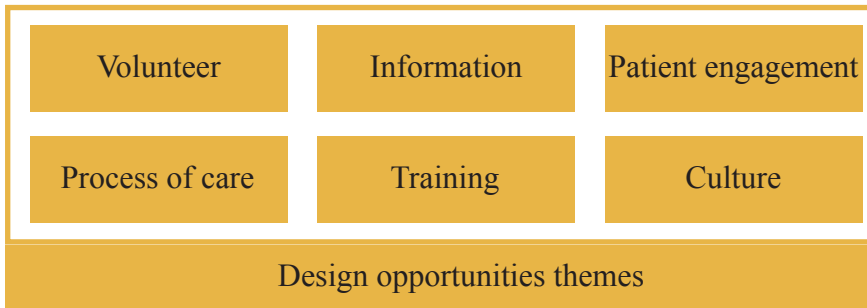 Volunteer
Information
Patient engagement
Process of care
Training
Culture
Design opportunities themes